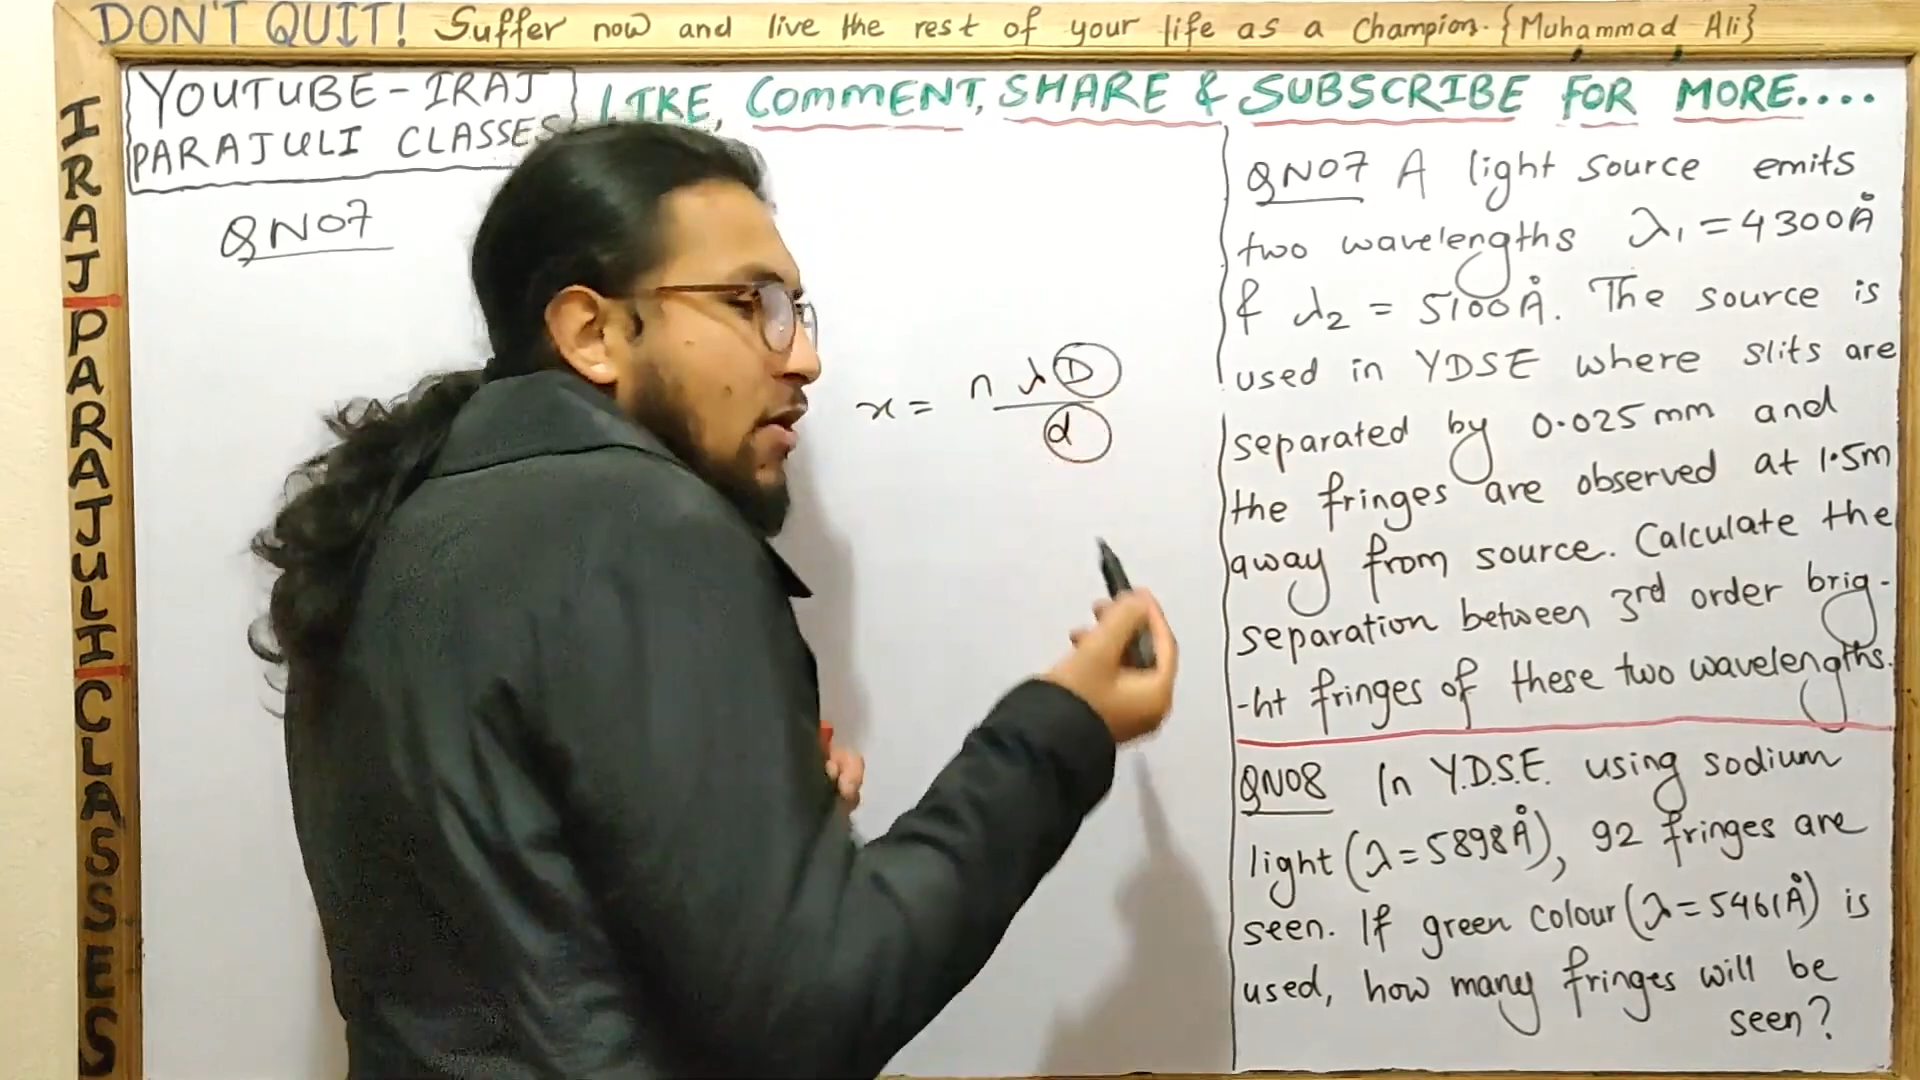 DON'T QUIT! Suffer now and live the rest of your life as a Champion. {Muhammad Ali}
IRAJ PARAJULI CLASSES
YOUTUBE - IRAJ
PARAJULI CLASSES
LIKE, COMMENT, SHARE & SUBSCRIBE FOR MORE....
QNO7
x = nλD/d
QNO7 A light source emits
two wavelengths λ₁ = 4300Å
& λ₂ = 5100Å. The source is
used in YDSE where slits are
separated by 0.025mm and
the fringes are observed at 1.5m
away from source. Calculate the
separation between 3rd order brig-
-ht fringes of these two wavelengths.
QNO8 In Y.D.S.E. using sodium
light (λ=5898Å), 92 fringes are
seen. If green colour (λ=5461Å) is
used, how many fringes will be
seen?